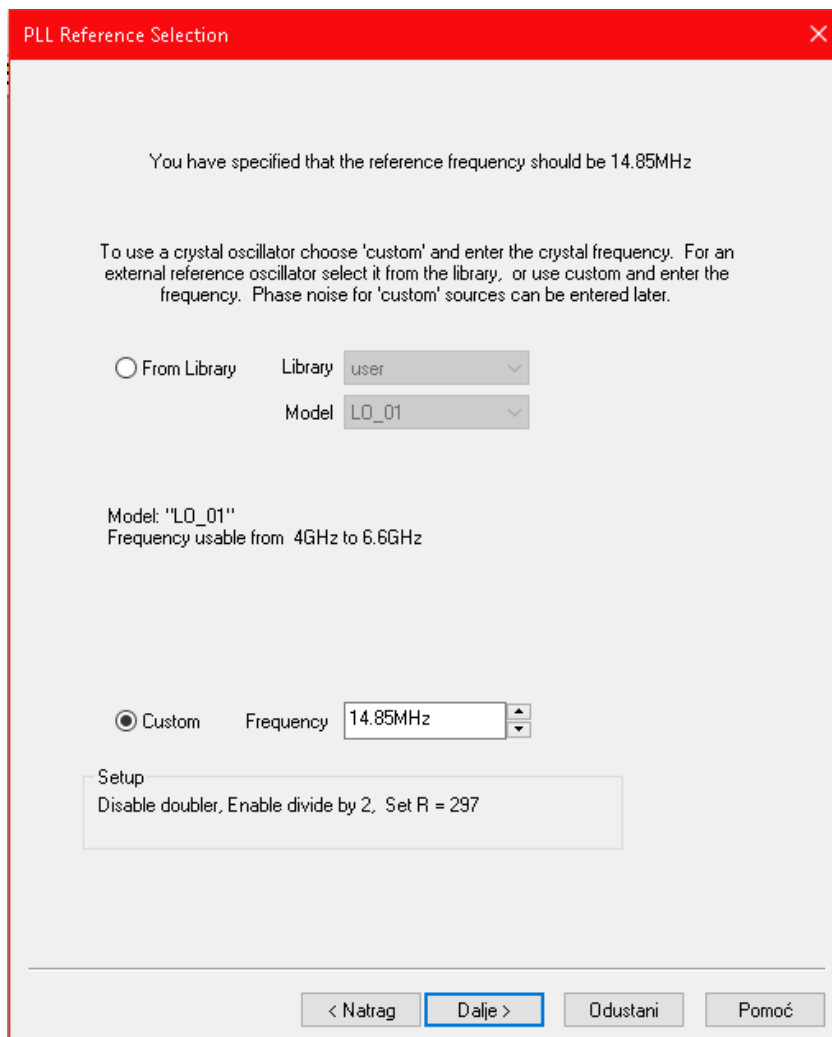 PLL Reference Selection
You have specified that the reference frequency should be 14.85MHz
To use a crystal oscillator choose 'custom' and enter the crystal frequency.  For an
external reference oscillator select it from the library,  or use custom and enter the
frequency.  Phase noise for 'custom' sources can be entered later.
From Library Library user
Model LO_01
Model: "LO_01"
Frequency usable from  4GHz to 6.6GHz
Custom Frequency 14.85MHz
Setup
Disable doubler, Enable divide by 2,  Set R = 297
< Natrag Dalje > Odustani Pomoć